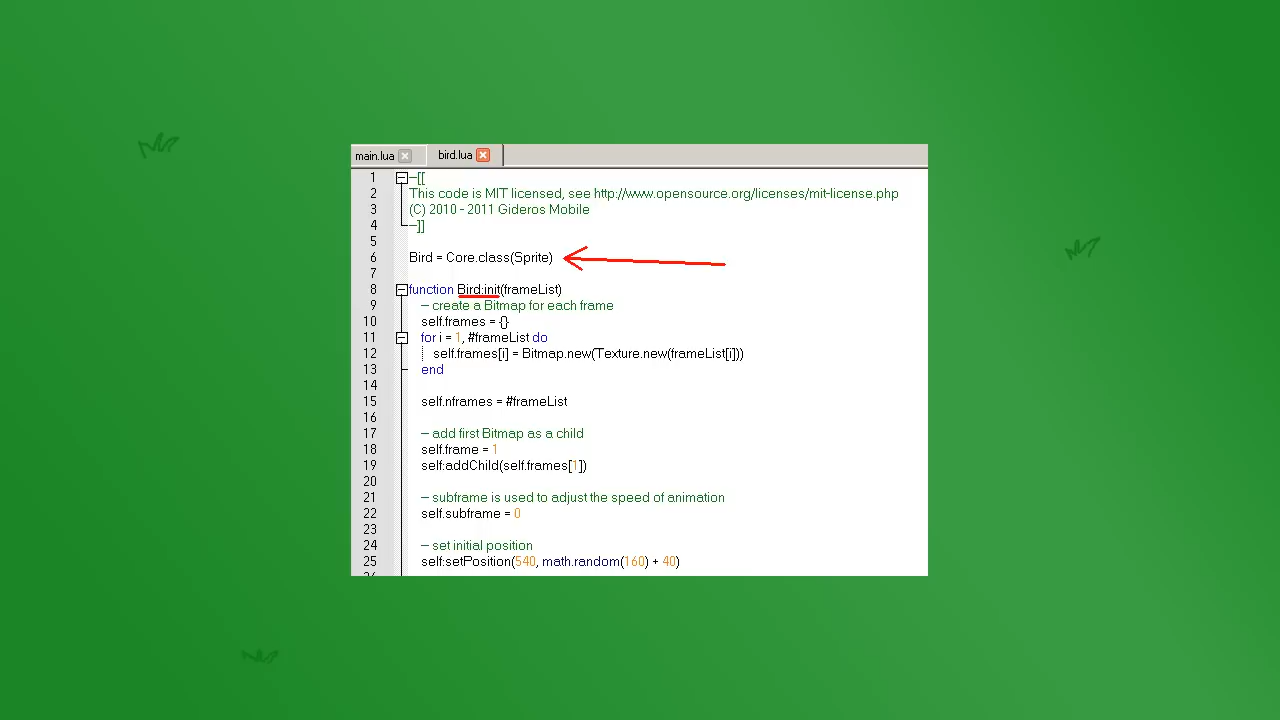 main.lua bird.lua
1 --[[
2 This code is MIT licensed, see http://www.opensource.org/licenses/mit-license.php
3 (C) 2010 - 2011 Gideros Mobile
4 --]]
5
6 Bird = Core.class(Sprite)
7
8 function Bird:init(frameList)
9 -- create a Bitmap for each frame
10 self.frames = {}
11 for i = 1, #frameList do
12 self.frames[i] = Bitmap.new(Texture.new(frameList[i]))
13 end
14
15 self.nframes = #frameList
16
17 -- add first Bitmap as a child
18 self.frame = 1
19 self:addChild(self.frames[1])
20
21 -- subframe is used to adjust the speed of animation
22 self.subframe = 0
23
24 -- set initial position
25 self:setPosition(540, math.random(160) + 40)